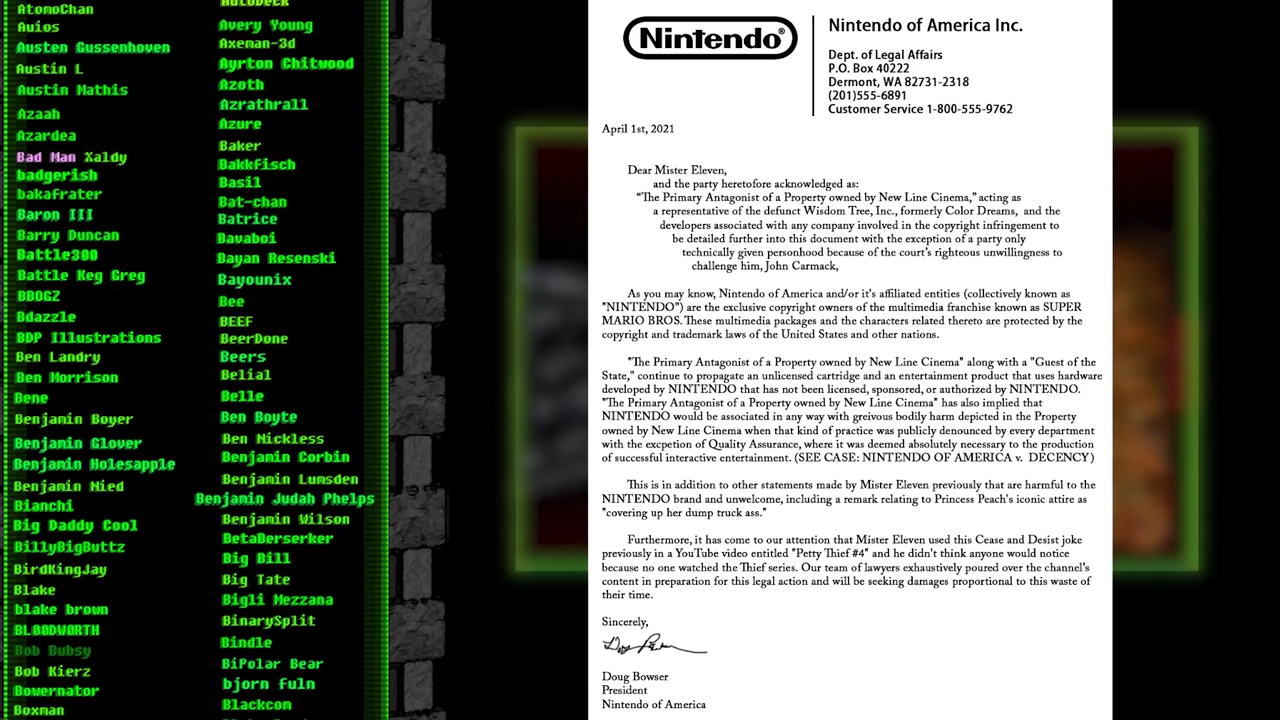 AtomoChan
Auios
Austen Gussenhoven
Austin L
Austin Mathis
Azaah
Azardea
Bad Man Xaldy
badgerish
bakafrater
Baron III
Barry Duncan
Battle300
Battle Keg Greg
BBOGZ
Bdazzle
BDP Illustrations
Ben Landry
Ben Morrison
Bene
Benjamin Boyer
Benjamin Glover
Benjamin Holesapple
Benjamin Nied
Bianchi
Big Daddy Cool
BillyBigButtz
BirdKingJay
Blake
blake brown
BL00DW0RTH
Bob Bubsy
Bob Kierz
Bowernator
Boxman
AutoDeck
Avery Young
Axeman-3d
Ayrton Chitwood
Azoth
Azrathrall
Azure
Baker
Bakkfisch
Basil
Bat-chan
Batrice
Bavaboi
Bayan Resenski
Bayounix
Bee
BEEF
BeerDone
Beers
Belial
Belle
Ben Boyte
Ben Nickless
Benjamin Corbin
Benjamin Lumsden
Benjamin Judah Phelps
Benjamin Wilson
BetaBerserker
Big Bill
Big Tate
Bigli Mezzana
BinarySplit
Bindle
BiPolar Bear
bjorn fuln
Blackcom
Nintendo®
Nintendo of America Inc.
Dept. of Legal Affairs
P.O. Box 40222
Dermont, WA 82731-2318
(201)555-6891
Customer Service 1-800-555-9762
April 1st, 2021
Dear Mister Eleven,
and the party heretofore acknowledged as:
“The Primary Antagonist of a Property owned by New Line Cinema,” acting as
a representative of the defunct Wisdom Tree, Inc., formerly Color Dreams, and the
developers associated with any company involved in the copyright infringement to
be detailed further into this document with the exception of a party only
technically given personhood because of the court's righteous unwillingness to
challenge him, John Carmack,
As you may know, Nintendo of America and/or it's affiliated entities (collectively known as
"NINTENDO") are the exclusive copyright owners of the multimedia franchise known as SUPER
MARIO BROS. These multimedia packages and the characters related thereto are protected by the
copyright and trademark laws of the United States and other nations.
"The Primary Antagonist of a Property owned by New Line Cinema" along with a "Guest of the
State," continue to propagate an unlicensed cartridge and an entertainment product that uses hardware
developed by NINTENDO that has not been licensed, sponsored, or authorized by NINTENDO.
"The Primary Antagonist of a Property owned by New Line Cinema" has also implied that
NINTENDO would be associated in any way with greivous bodily harm depicted in the Property
owned by New Line Cinema when that kind of practice was publicly denounced by every department
with the excpetion of Quality Assurance, where it was deemed absolutely necessary to the production
of successful interactive entertainment. (SEE CASE: NINTENDO OF AMERICA v. DECENCY)
This is in addition to other statements made by Mister Eleven previously that are harmful to the
NINTENDO brand and unwelcome, including a remark relating to Princess Peach's iconic attire as
"covering up her dump truck ass."
Furthermore, it has come to our attention that Mister Eleven used this Cease and Desist joke
previously in a YouTube video entitled "Petty Thief #4" and he didn't think anyone would notice
because no one watched the Thief series. Our team of lawyers exhaustively poured over the channel's
content in preparation for this legal action and will be seeking damages proportional to this waste of
their time.
Sincerely,
Doug Bowser
President
Nintendo of America